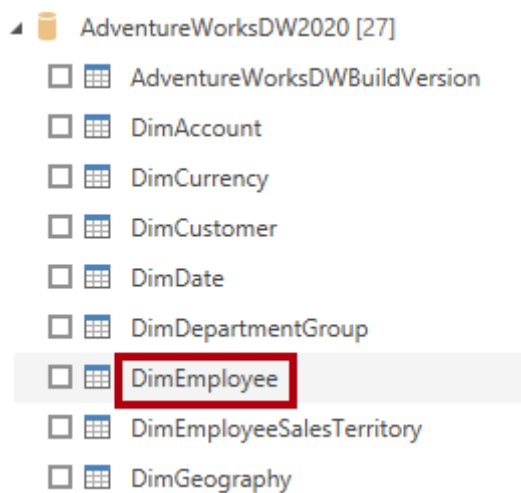 AdventureWorksDW2020 [27]
AdventureWorksDWBuildVersion
DimAccount
DimCurrency
DimCustomer
DimDate
DimDepartmentGroup
DimEmployee
DimEmployeeSalesTerritory
DimGeography